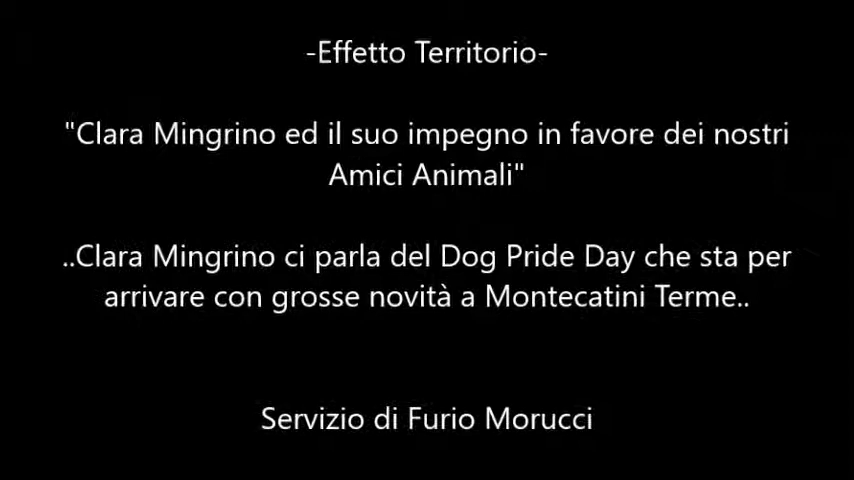 -Effetto Territorio-
"Clara Mingrino ed il suo impegno in favore dei nostri
Amici Animali"
..Clara Mingrino ci parla del Dog Pride Day che sta per
arrivare con grosse novità a Montecatini Terme..
Servizio di Furio Morucci